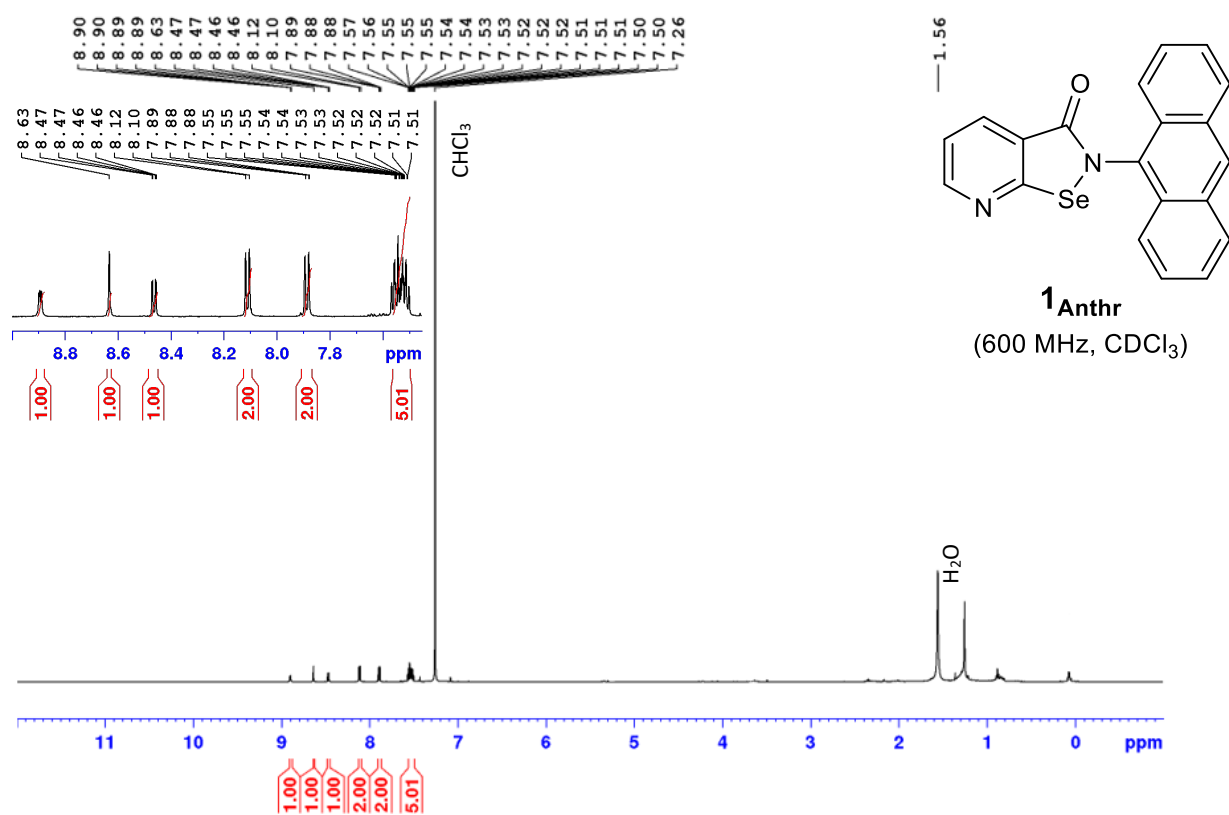 8.90 8.90 8.89 8.89 8.63 8.47 8.47 8.46 8.46 8.12 8.10 7.89 7.88 7.88 7.57 7.56 7.55 7.55 7.55 7.54 7.54 7.53 7.53 7.52 7.52 7.52 7.51 7.51 7.51 7.50 7.50 7.26
1.56
8.63 8.47 8.47 8.46 8.46 8.12 8.10 7.89 7.88 7.88 7.55 7.55 7.55 7.54 7.54 7.53 7.53 7.52 7.52 7.52 7.51 7.51
CHCl₃
O
N
Se
N
1Anthr
(600 MHz, CDCl₃)
8.8 8.6 8.4 8.2 8.0 7.8 ppm
1.00 1.00 1.00 2.00 2.00 5.01
H₂O
11 10 9 8 7 6 5 4 3 2 1 0 ppm
1.00 1.00 1.00 2.00 2.00 5.01